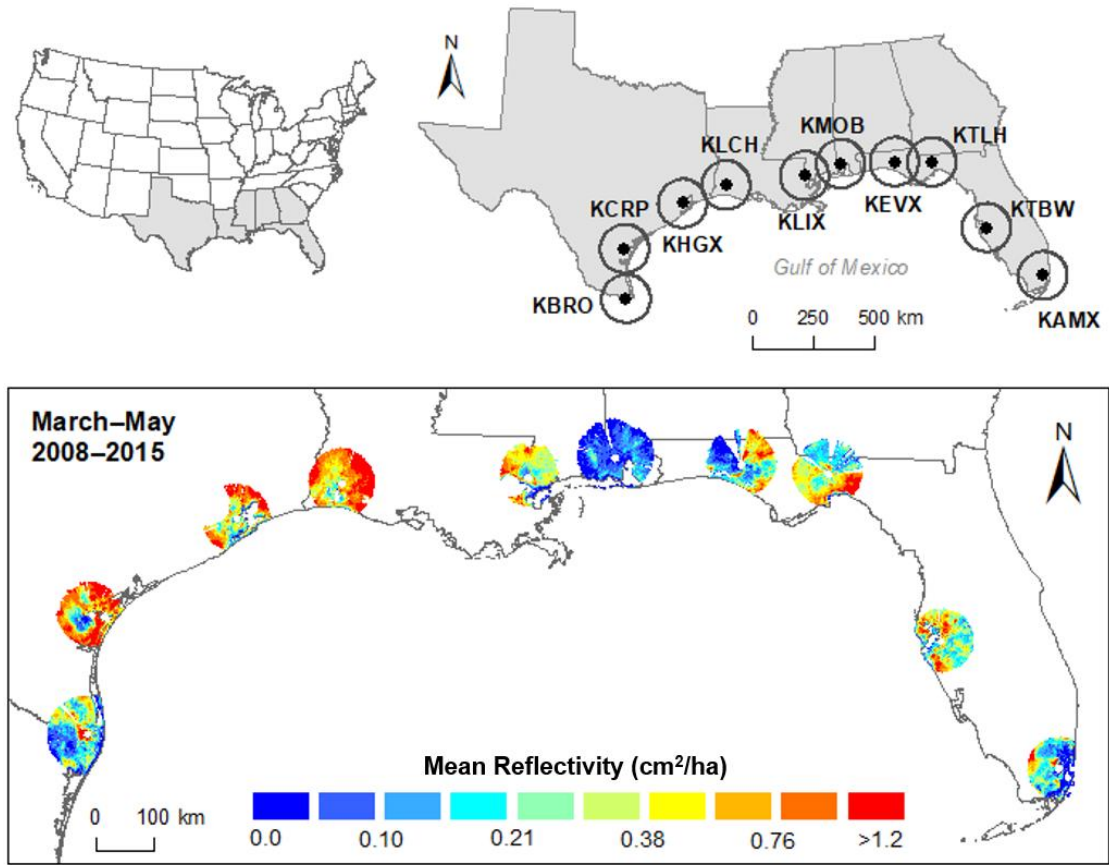 N
KMOB
KTLH
KLCH
KCRP
KHGX
KLIX
KEVX
KTBW
Gulf of Mexico
KBRO
KAMX
0 250 500 km
March–May
2008–2015
N
Mean Reflectivity (cm²/ha)
0 100 km
0.0 0.10 0.21 0.38 0.76 >1.2